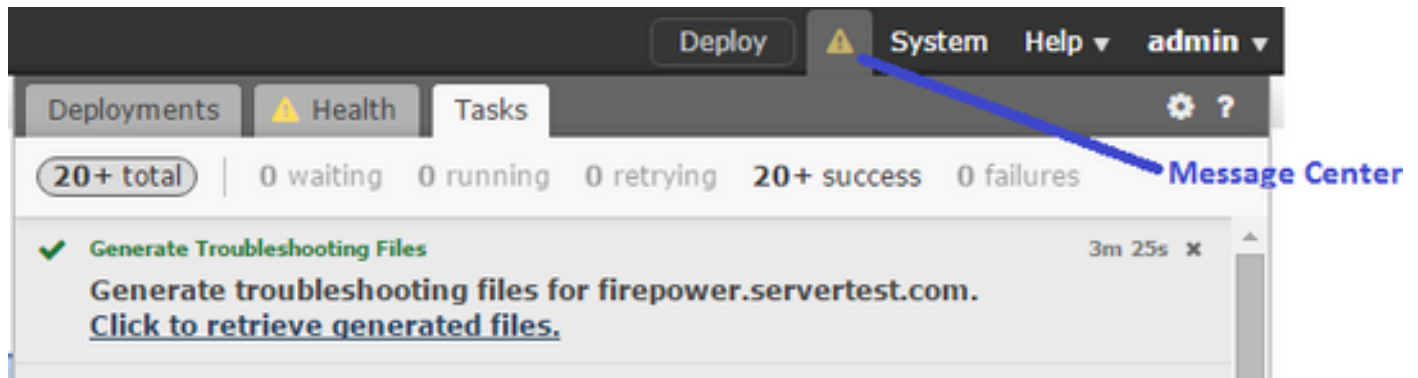 Deploy System Help admin
Deployments Health Tasks ?
20+ total 0 waiting 0 running 0 retrying 20+ success 0 failures
Message Center
Generate Troubleshooting Files 3m 25s
Generate troubleshooting files for firepower.servertest.com.
Click to retrieve generated files.